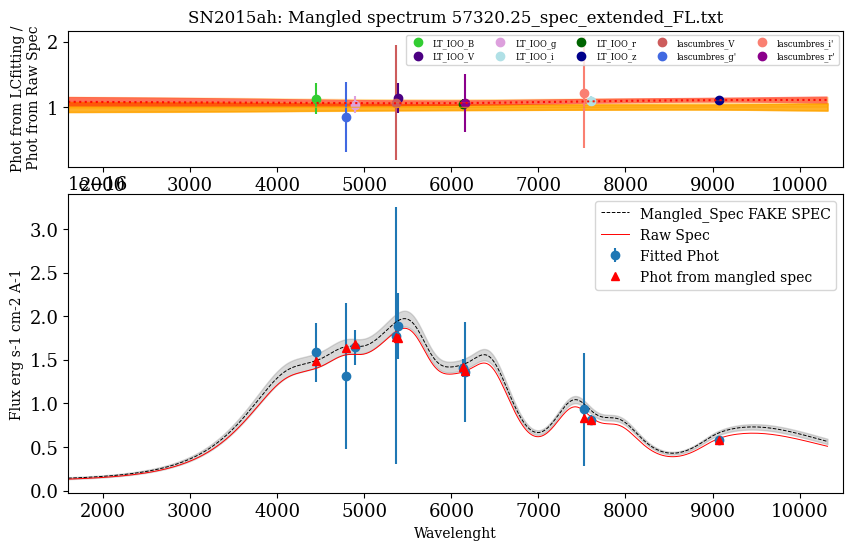 SN2015ah: Mangled spectrum 57320.25_spec_extended_FL.txt
Phot from LCfitting /
Phot from Raw Spec
2
1
LT_IOO_B LT_IOO_g LT_IOO_r lascumbres_V lascumbres_i'
LT_IOO_V LT_IOO_i LT_IOO_z lascumbres_g' lascumbres_r'
2000 3000 4000 5000 6000 7000 8000 9000 10000
1e−16
Flux erg s-1 cm-2 A-1
3.0
2.5
2.0
1.5
1.0
0.5
0.0
Mangled_Spec FAKE SPEC
Raw Spec
Fitted Phot
Phot from mangled spec
2000 3000 4000 5000 6000 7000 8000 9000 10000
Wavelenght